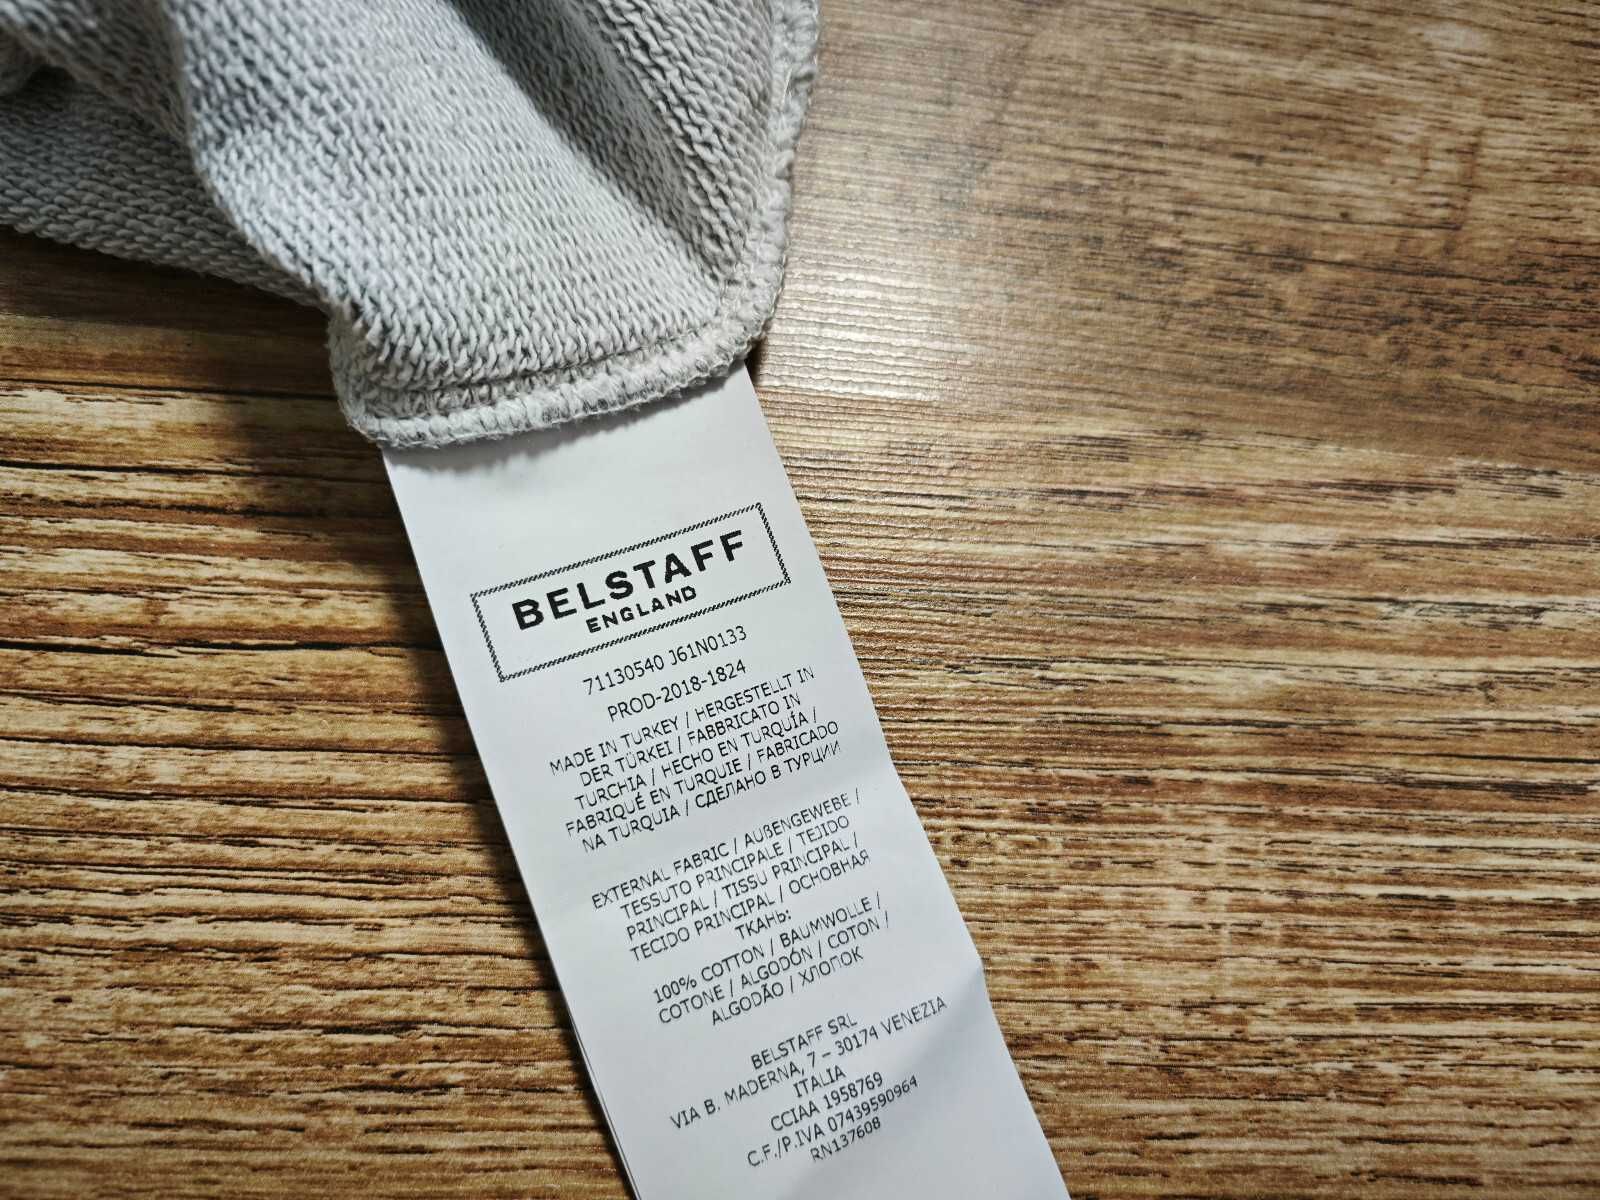 BELSTAFF
ENGLAND
71130540 J61N0133
PROD-2018-1824
MADE IN TURKEY / HERGESTELLT IN
DER TÜRKEI / FABBRICATO IN
TURCHIA / HECHO EN TURQUÍA /
FABRIQUÉ EN TURQUIE / FABRICADO
NA TURQUIA / СДЕЛАНО В ТУРЦИИ
EXTERNAL FABRIC / AUßENGEWEBE /
TESSUTO PRINCIPALE / TEJIDO
PRINCIPAL / TISSU PRINCIPAL /
TECIDO PRINCIPAL / ОСНОВНАЯ
ТКАНЬ:
100% COTTON / BAUMWOLLE /
COTONE / ALGODÓN / COTON /
ALGODÃO / ХЛОПОК
BELSTAFF SRL
VIA B. MADERNA, 7 – 30174 VENEZIA
ITALIA
CCIAA 1958769
C.F./P.IVA 07439590964
RN137608